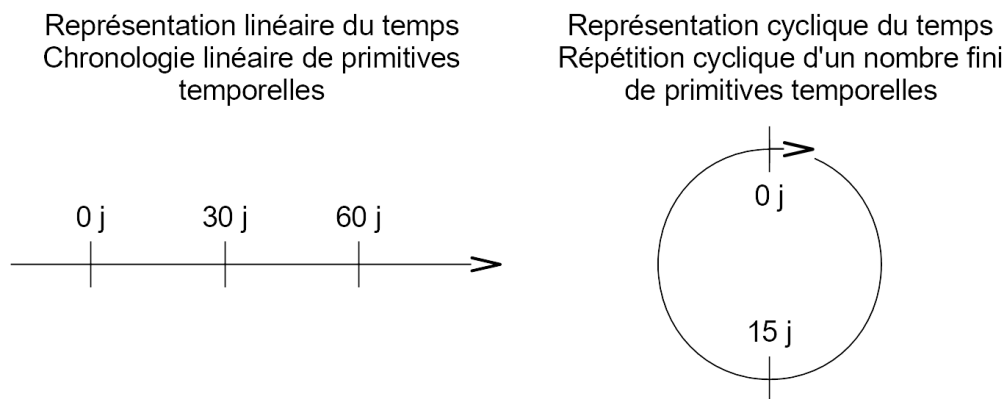 Représentation linéaire du temps
Chronologie linéaire de primitives
temporelles
0 j
30 j
60 j
Représentation cyclique du temps
Répétition cyclique d'un nombre fini
de primitives temporelles
0 j
15 j